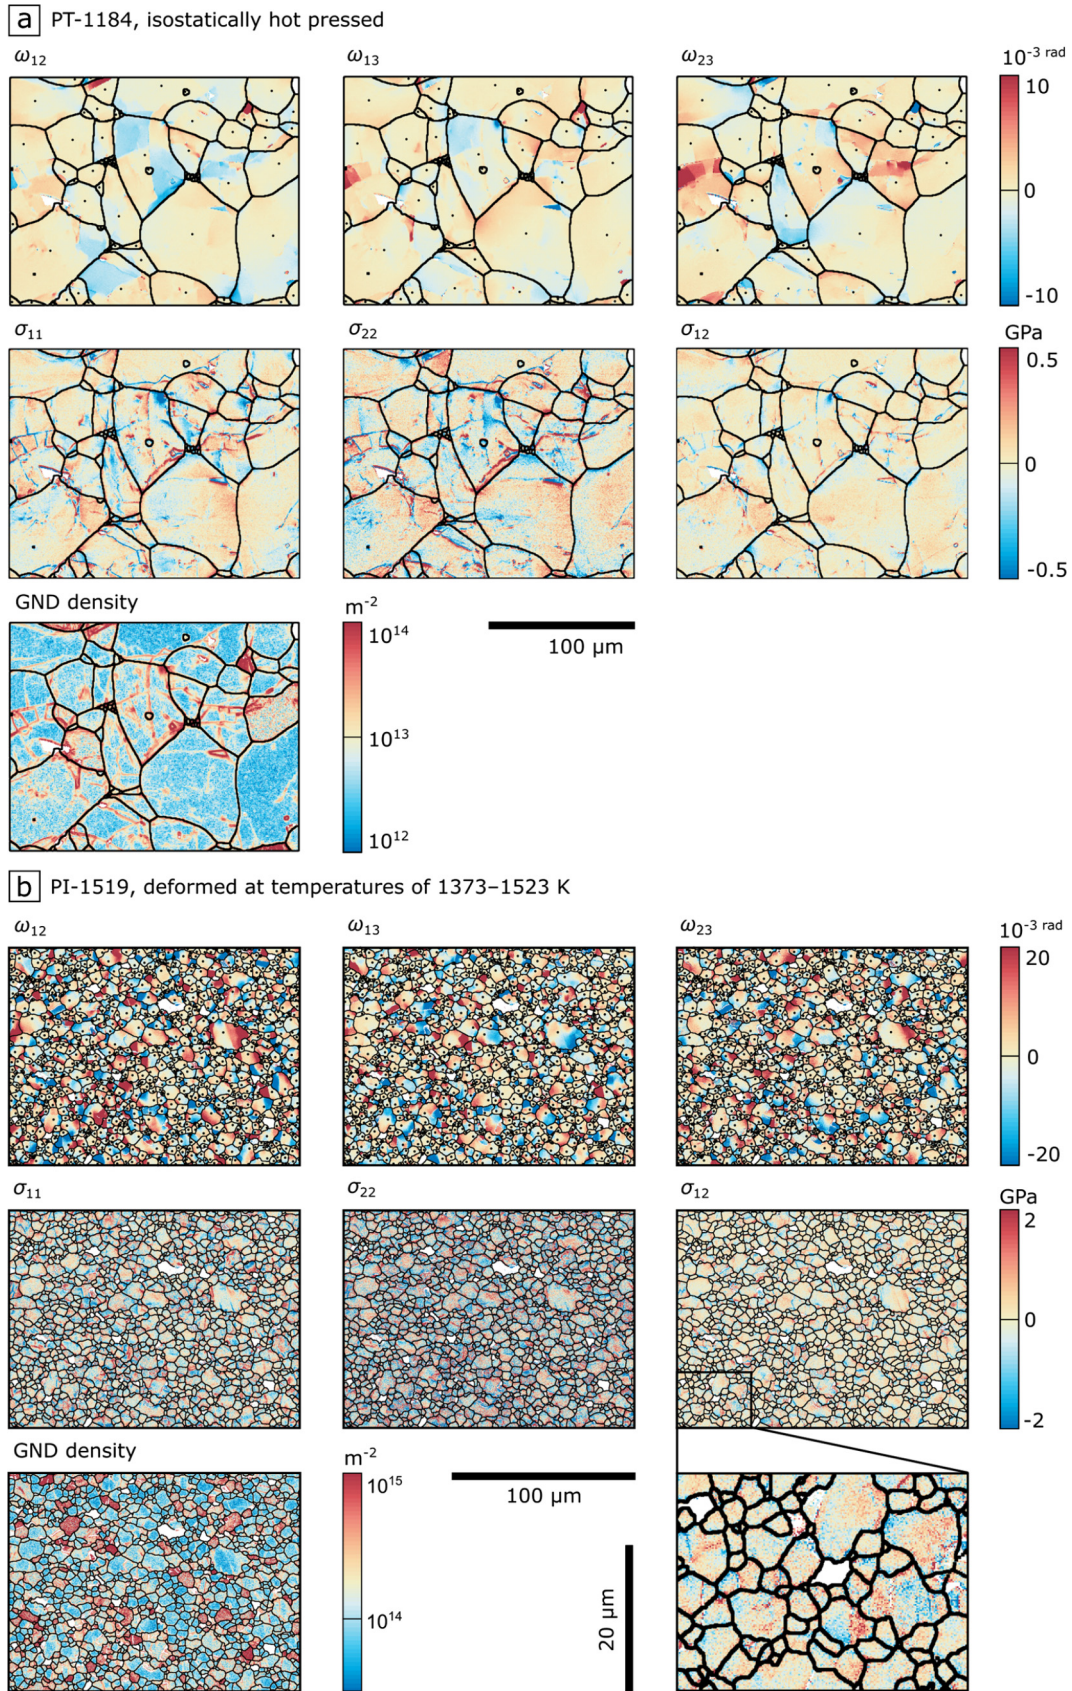 a PT-1184, isostatically hot pressed
ω12 ω13 ω23 10-3 rad
10
0
-10
σ11 σ22 σ12 GPa
0.5
0
-0.5
GND density m-2
10^14
100 µm
10^13
10^12
b PI-1519, deformed at temperatures of 1373–1523 K
ω12 ω13 ω23 10-3 rad
20
0
-20
σ11 σ22 σ12 GPa
2
0
-2
GND density m-2
10^15
100 µm
10^14
20 µm